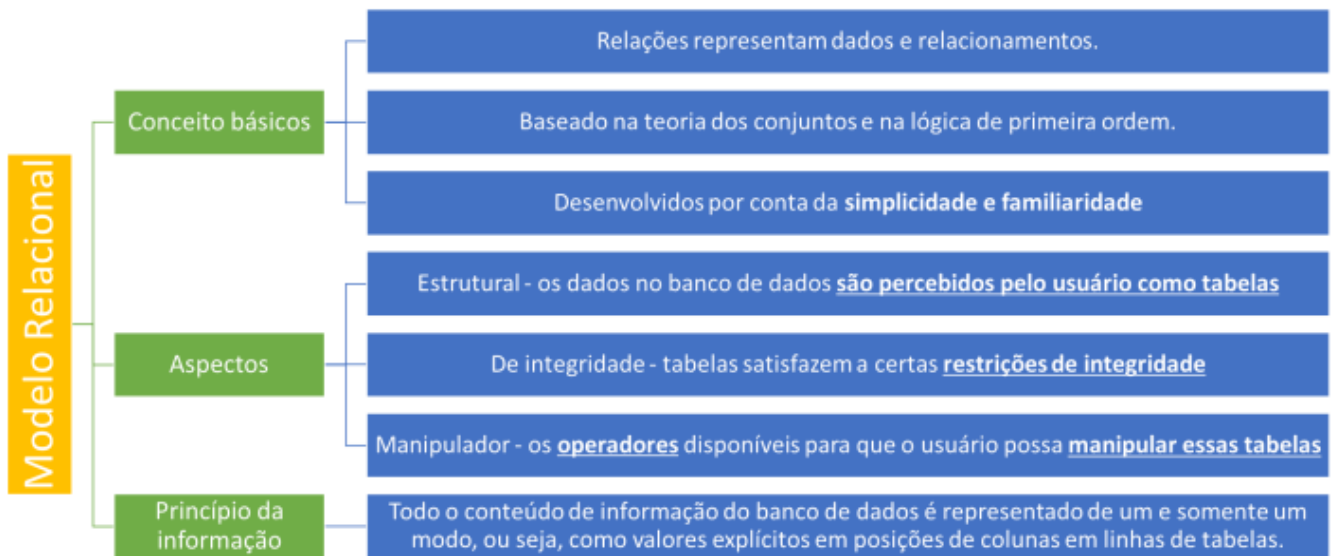 Modelo Relacional
Conceito básicos
Relações representam dados e relacionamentos.
Baseado na teoria dos conjuntos e na lógica de primeira ordem.
Desenvolvidos por conta da simplicidade e familiaridade
Aspectos
Estrutural - os dados no banco de dados são percebidos pelo usuário como tabelas
De integridade - tabelas satisfazem a certas restrições de integridade
Manipulador - os operadores disponíveis para que o usuário possa manipular essas tabelas
Princípio da
informação
Todo o conteúdo de informação do banco de dados é representado de um e somente um
modo, ou seja, como valores explícitos em posições de colunas em linhas de tabelas.